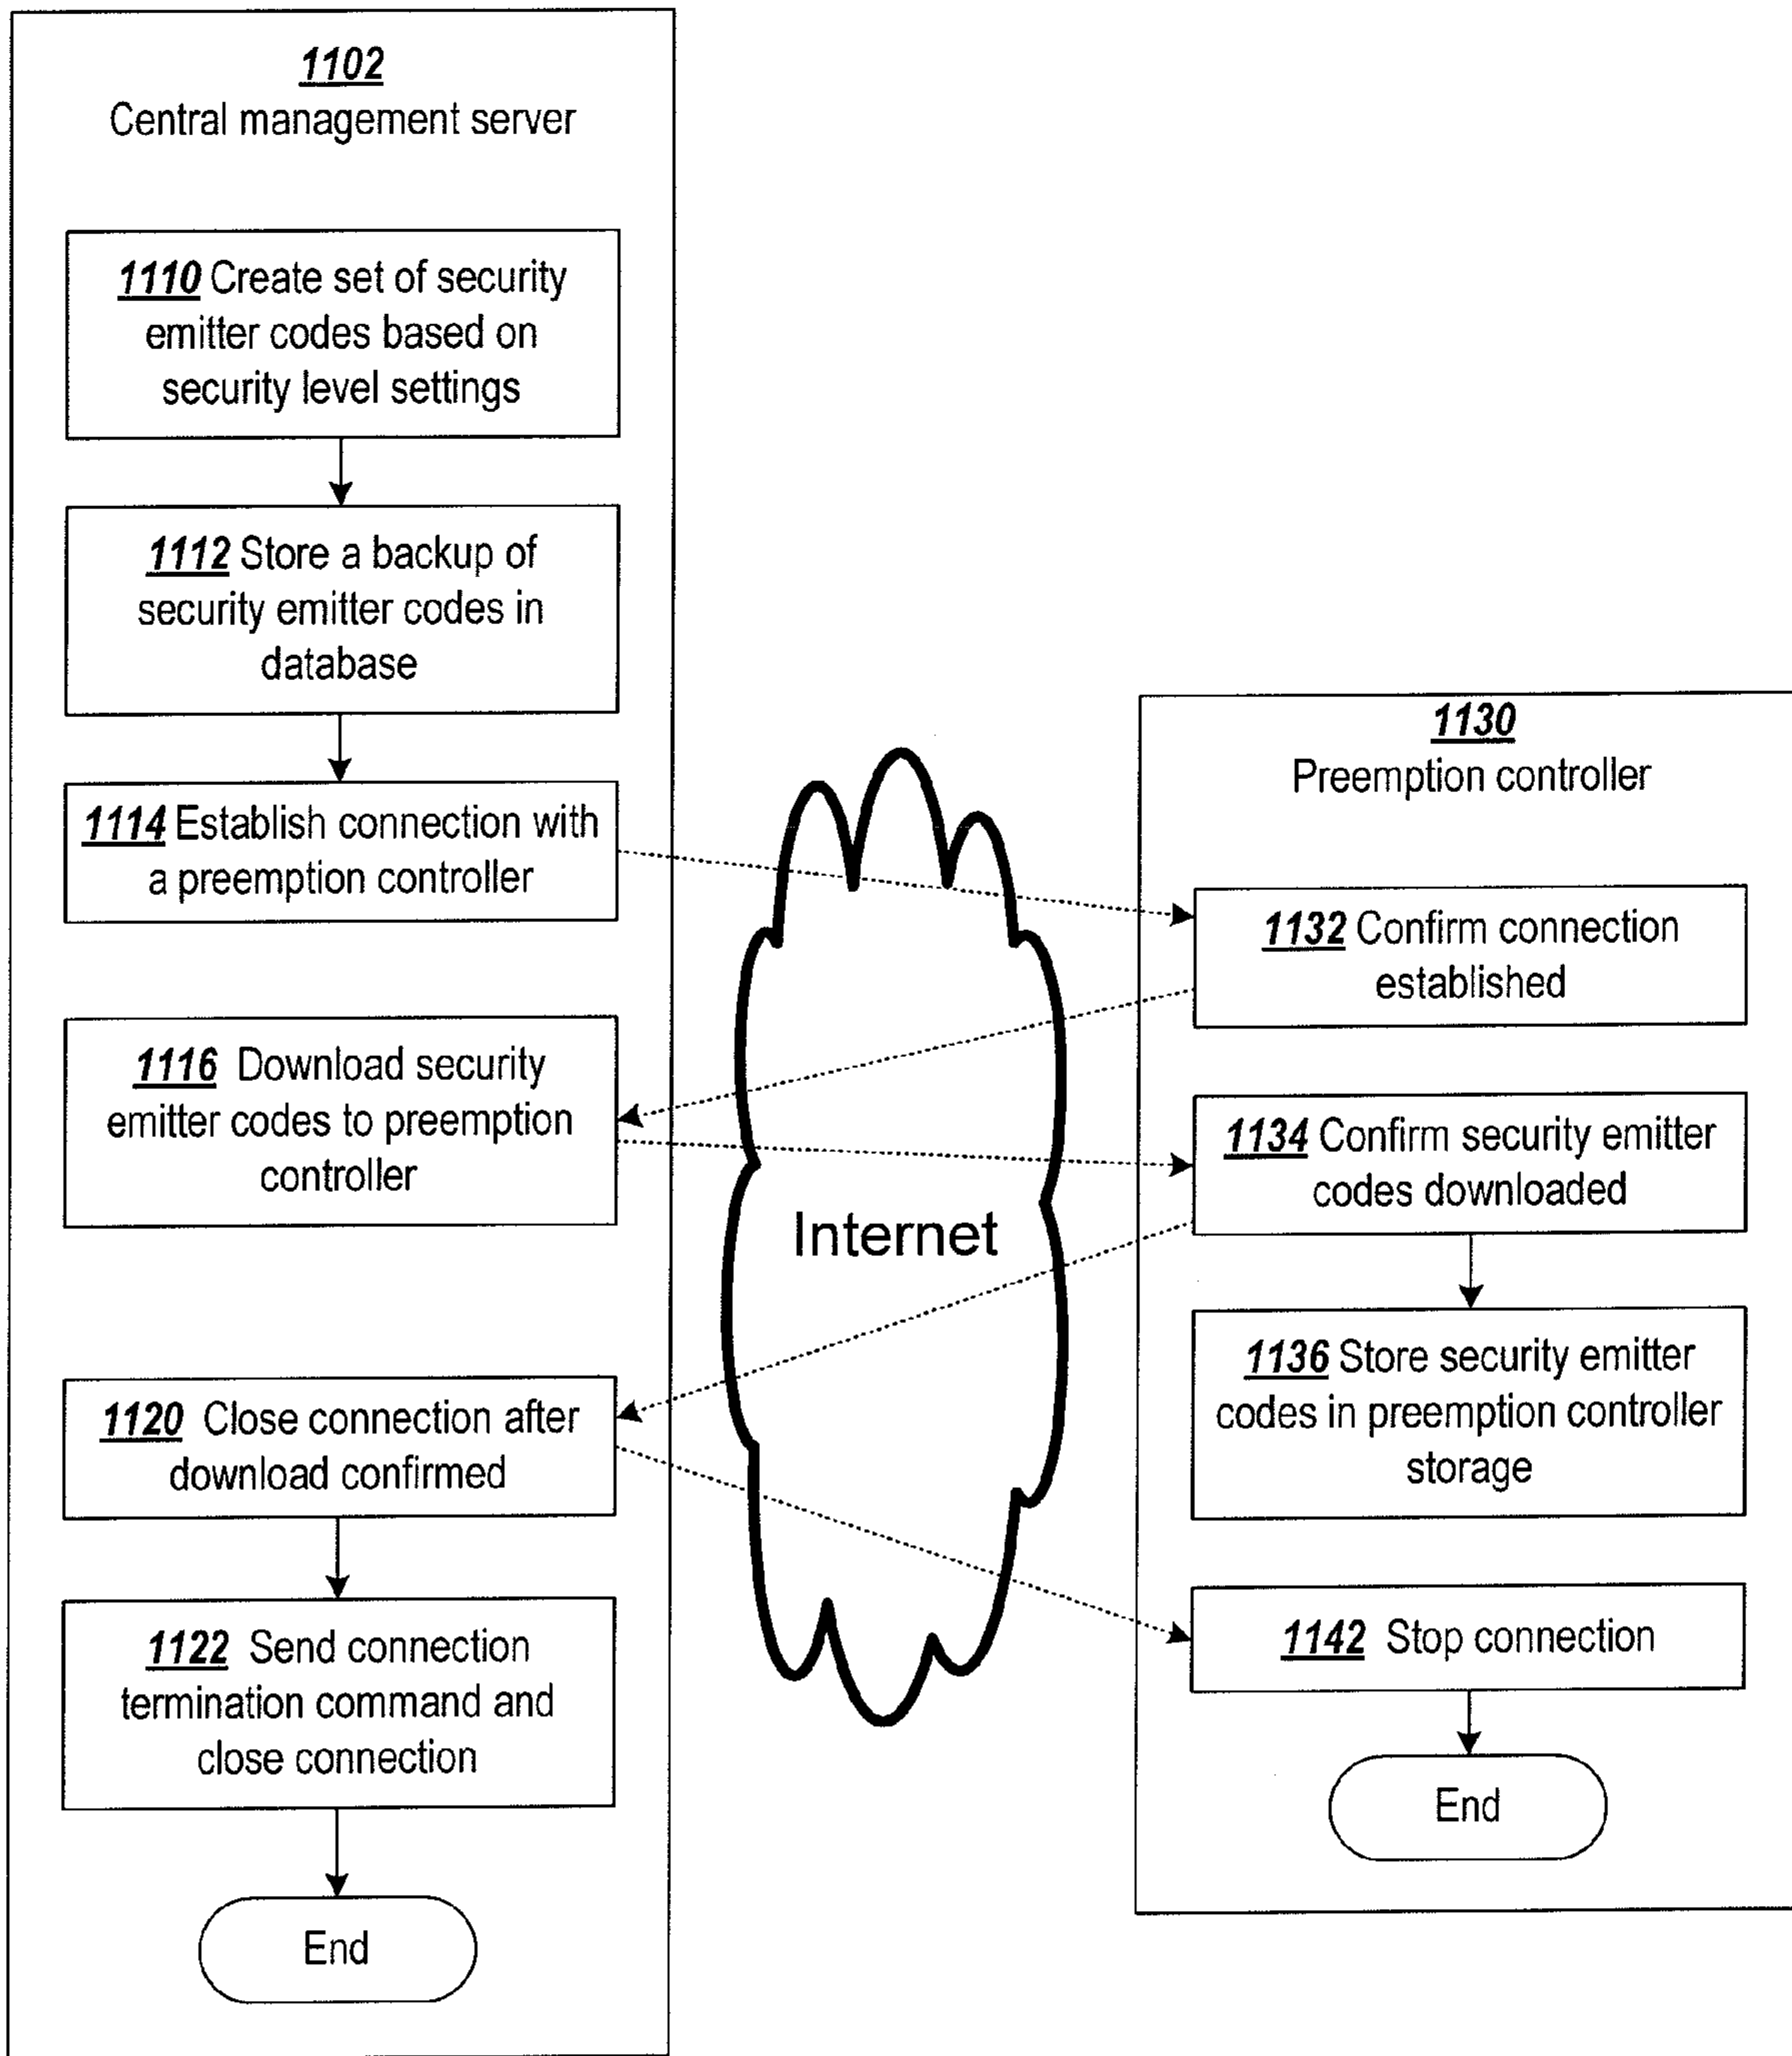 1102
Central management server
1110 Create set of security
emitter codes based on
security level settings
1112 Store a backup of
security emitter codes in
database
1114 Establish connection with
a preemption controller
1116 Download security
emitter codes to preemption
controller
1120 Close connection after
download confirmed
1122 Send connection
termination command and
close connection
End
Internet
1130
Preemption controller
1132 Confirm connection
established
1134 Confirm security emitter
codes downloaded
1136 Store security emitter
codes in preemption controller
storage
1142 Stop connection
End